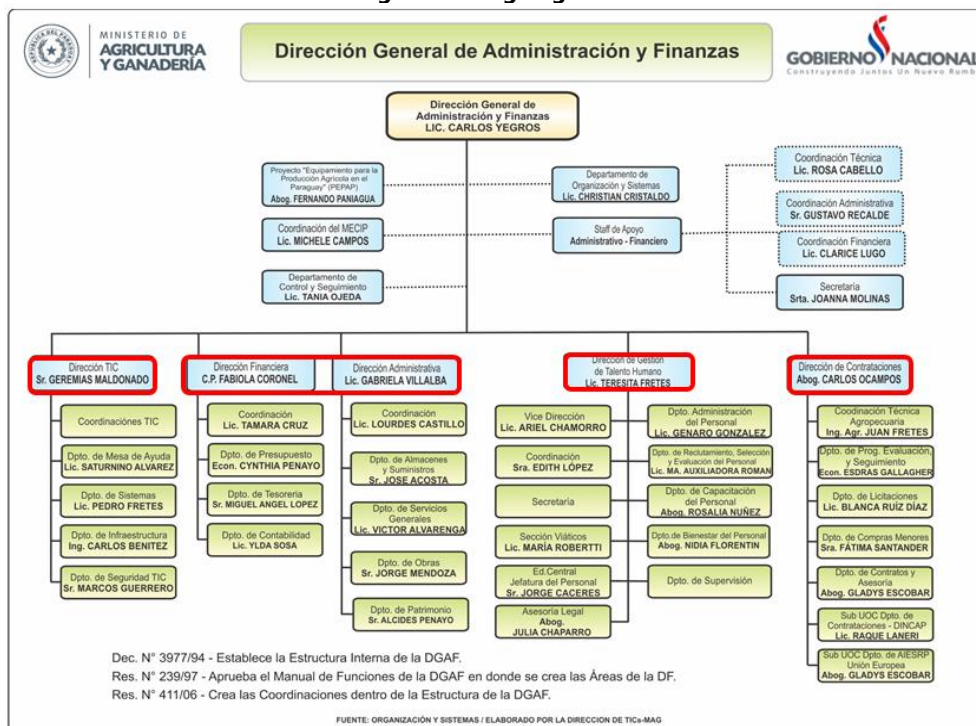 MINISTERIO DE
AGRICULTURA
Y GANADERÍA
Dirección General de Administración y Finanzas
GOBIERNO NACIONAL
Construyendo Juntos Un Nuevo Rumbo
Dirección General de
Administración y Finanzas
LIC. CARLOS YEGROS
Proyecto "Equipamiento para la
Producción Agrícola en el
Paraguay" (PEPAP)
Abog. FERNANDO PANIAGUA
Departamento de
Organización y Sistemas
Lic. CHRISTIAN CRISTALDO
Coordinación Técnica
Lic. ROSA CABELLO
Coordinación Administrativa
Sr. GUSTAVO RECALDE
Coordinación del MECIP
Lic. MICHELE CAMPOS
Staff de Apoyo
Administrativo - Financiero
Coordinación Financiera
Lic. CLARICE LUGO
Departamento de
Control y Seguimiento
Lic. TANIA OJEDA
Secretaría
Srta. JOANNA MOLINAS
Dirección TIC
Sr. GEREMIAS MALDONADO
Dirección Financiera
C.P. FABIOLA CORONEL
Dirección Administrativa
Lic. GABRIELA VILLALBA
Dirección de Gestión
de Talento Humano
Lic. TERESITA FRETES
Dirección de Contrataciones
Abog. CARLOS OCAMPOS
Coordinaciónes TIC
Dpto. de Mesa de Ayuda
Lic. SATURNINO ALVAREZ
Dpto. de Sistemas
Lic. PEDRO FRETES
Dpto. de Infraestructura
Ing. CARLOS BENITEZ
Dpto. de Seguridad TIC
Sr. MARCOS GUERRERO
Coordinación
Lic. TAMARA CRUZ
Dpto. de Presupuesto
Econ. CYNTHIA PENAYO
Dpto. de Tesoreria
Sr. MIGUEL ANGEL LOPEZ
Dpto. de Contabilidad
Lic. YLDA SOSA
Coordinación
Lic. LOURDES CASTILLO
Dpto. de Almacenes
y Suministros
Sr. JOSE ACOSTA
Dpto. de Servicios
Generales
Lic. VICTOR ALVARENGA
Dpto. de Obras
Sr. JORGE MENDOZA
Dpto. de Patrimonio
Sr. ALCIDES PENAYO
Vice Dirección
Lic. ARIEL CHAMORRO
Coordinación
Sra. EDITH LÓPEZ
Secretaria
Sección Viáticos
Lic. MARÍA ROBERTTI
Ed.Central
Jefatura del Personal
Sr. JORGE CACERES
Asesoría Legal
Abog.
JULIA CHAPARRO
Dpto. Administración
del Personal
Lic. GENARO GONZALEZ
Dpto. de Reclutamiento, Selección
y Evaluación del Personal
Lic. MA. AUXILIADORA ROMAN
Dpto. de Capacitación
del Personal
Abog. ROSALIA NUÑEZ
Dpto.de Bienestar del Personal
Abog. NIDIA FLORENTIN
Dpto. de Supervisión
Coodinación Técnica
Agropecuaria
Ing. Agr. JUAN FRETES
Dpto. de Prog. Evaluación,
y Seguimiento
Econ. ESDRAS GALLAGHER
Dpto. de Licitaciones
Lic. BLANCA RUÍZ DÍAZ
Dpto. de Compras Menores
Sra. FÁTIMA SANTANDER
Dpto. de Contratos y
Asesoría
Abog. GLADYS ESCOBAR
Sub UOC Dpto. de
Contrataciones - DINCAP
Lic. RAQUE LANERI
Sub UOC Dpto. de AIESRP
Unión Europea
Abog. GLADYS ESCOBAR
Dec. N° 3977/94 - Establece la Estructura Interna de la DGAF.
Res. N° 239/97 - Aprueba el Manual de Funciones de la DGAF en donde se crea las Áreas de la DF.
Res. N° 411/06 - Crea las Coordinaciones dentro de la Estructura de la DGAF.
FUENTE: ORGANIZACIÓN Y SISTEMAS / ELABORADO POR LA DIRECCION DE TICs-MAG